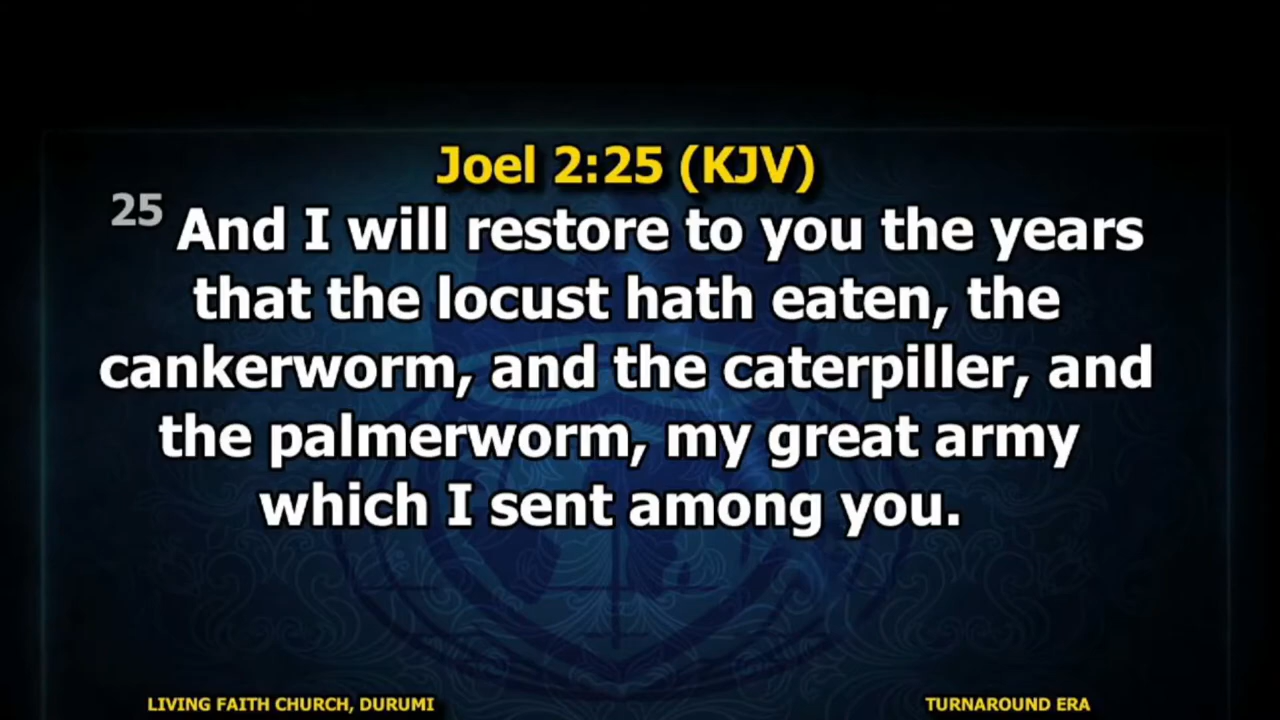 Joel 2:25 (KJV)
25 And I will restore to you the years
that the locust hath eaten, the
cankerworm, and the caterpiller, and
the palmerworm, my great army
which I sent among you.
LIVING FAITH CHURCH, DURUMI
TURNAROUND ERA